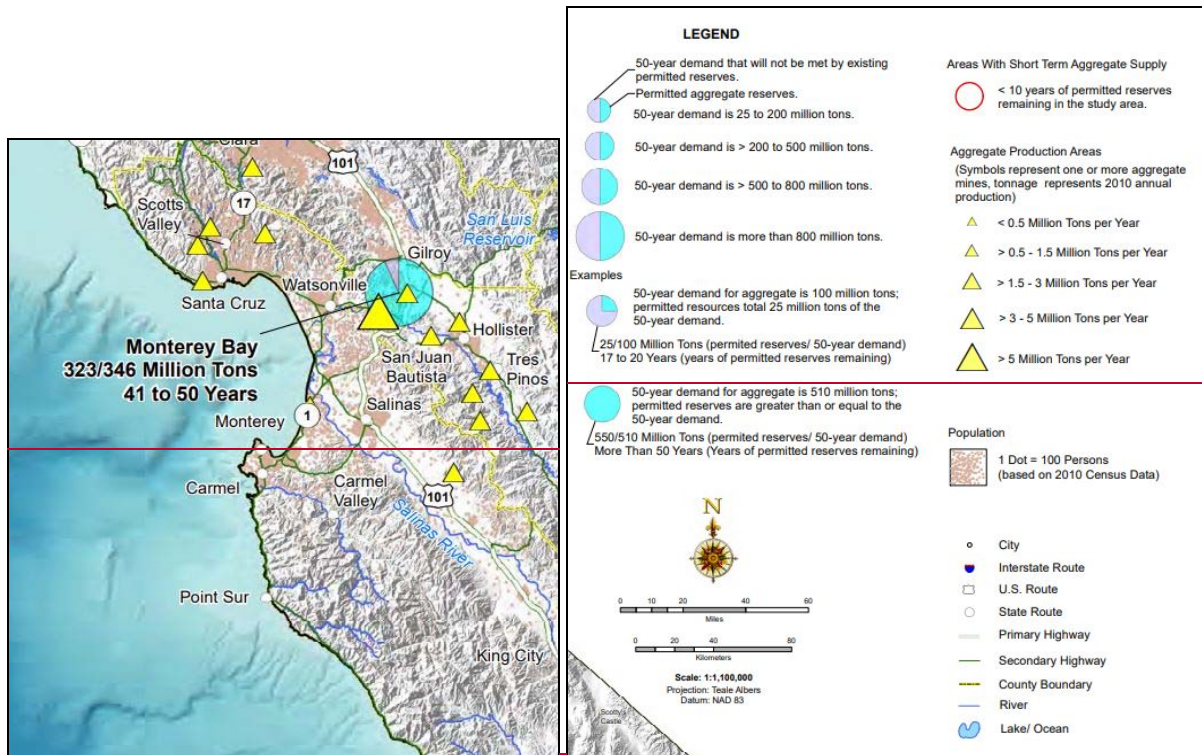 Clara
101
17
Scotts
Valley
San Luis
Reservoir
Gilroy
Watsonville
Santa Cruz
Hollister
Monterey Bay
323/346 Million Tons
41 to 50 Years
San Juan
Bautista
Tres
Pinos
Salinas
Monterey
1
Carmel
Carmel
Valley
101
Salinas River
Point Sur
King City
LEGEND
50-year demand that will not be met by existing
permitted reserves.
Permitted aggregate reserves.
50-year demand is 25 to 200 million tons.
50-year demand is > 200 to 500 million tons.
50-year demand is > 500 to 800 million tons.
50-year demand is more than 800 million tons.
Examples
50-year demand for aggregate is 100 million tons;
permitted resources total 25 million tons of the
50-year demand.
25/100 Million Tons (permited reserves/ 50-year demand)
17 to 20 Years (years of permitted reserves remaining)
50-year demand for aggregate is 510 million tons;
permitted reserves are greater than or equal to the
50-year demand.
550/510 Million Tons (permited reserves/ 50-year demand)
More Than 50 Years (Years of permitted reserves remaining)
N
0 10 20 40 60
Miles
0 20 40 80
Kilometers
Scale: 1:1,100,000
Projection: Teale Albers
Datum: NAD 83
Scotty's
Castle
Areas With Short Term Aggregate Supply
< 10 years of permitted reserves
remaining in the study area.
Aggregate Production Areas
(Symbols represent one or more aggregate
mines, tonnage represents 2010 annual
production)
< 0.5 Million Tons per Year
> 0.5 - 1.5 Million Tons per Year
> 1.5 - 3 Million Tons per Year
> 3 - 5 Million Tons per Year
> 5 Million Tons per Year
Population
1 Dot = 100 Persons
(based on 2010 Census Data)
City
Interstate Route
U.S. Route
State Route
Primary Highway
Secondary Highway
County Boundary
River
Lake/ Ocean